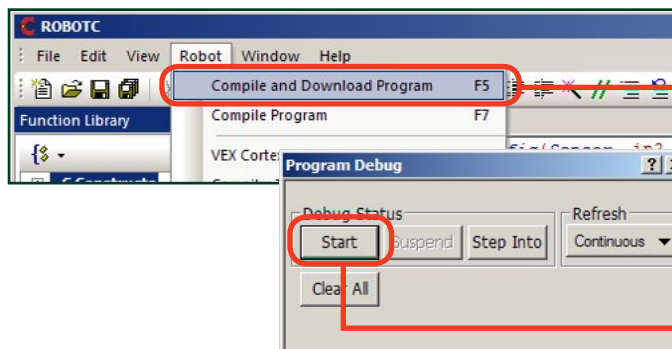 ROBOTC
File Edit View Robot Window Help
Compile and Download Program F5
Function Library
Compile Program F7
VEX Corte
Program Debug
Debug Status
Refresh
Start Suspend Step Into Continuous
Clear All